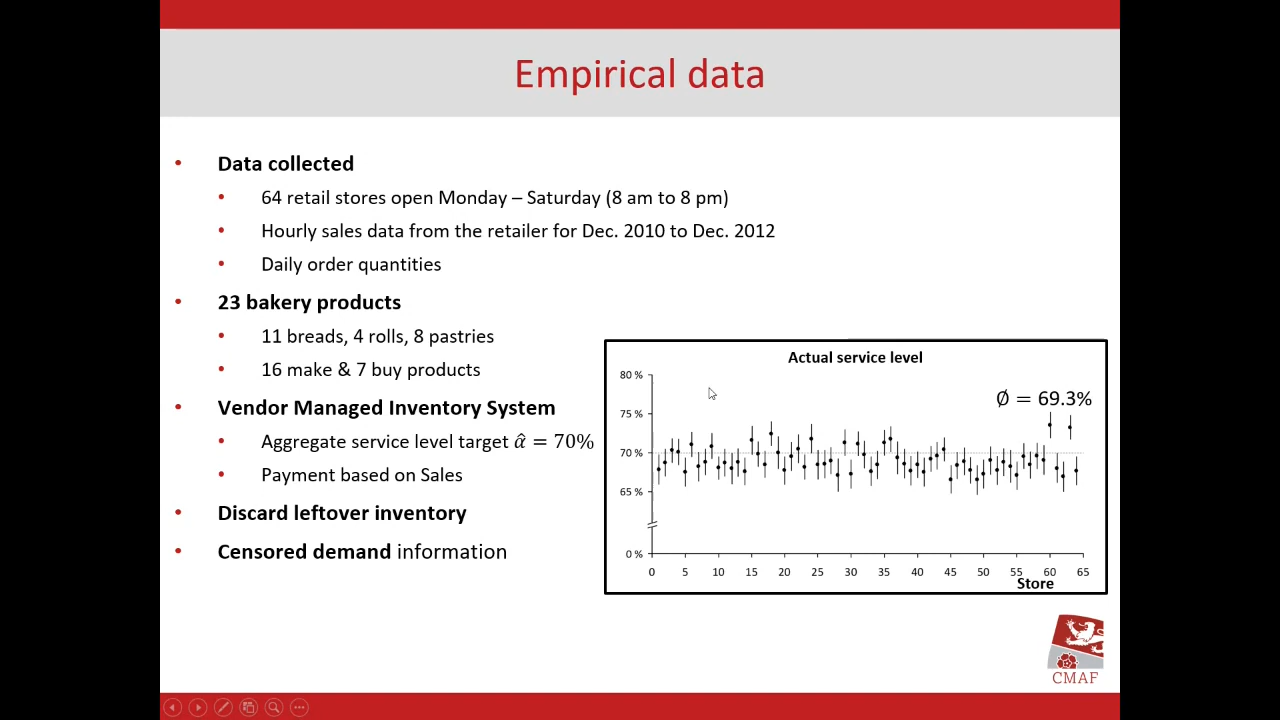 Empirical data
• Data collected
• 64 retail stores open Monday – Saturday (8 am to 8 pm)
• Hourly sales data from the retailer for Dec. 2010 to Dec. 2012
• Daily order quantities
• 23 bakery products
• 11 breads, 4 rolls, 8 pastries
• 16 make & 7 buy products
• Vendor Managed Inventory System
• Aggregate service level target α̂ = 70%
• Payment based on Sales
• Discard leftover inventory
• Censored demand information
Actual service level
Ø = 69.3%
80 %
75 %
70 %
65 %
0 %
0 5 10 15 20 25 30 35 40 45 50 55 60 65
Store
CMAF